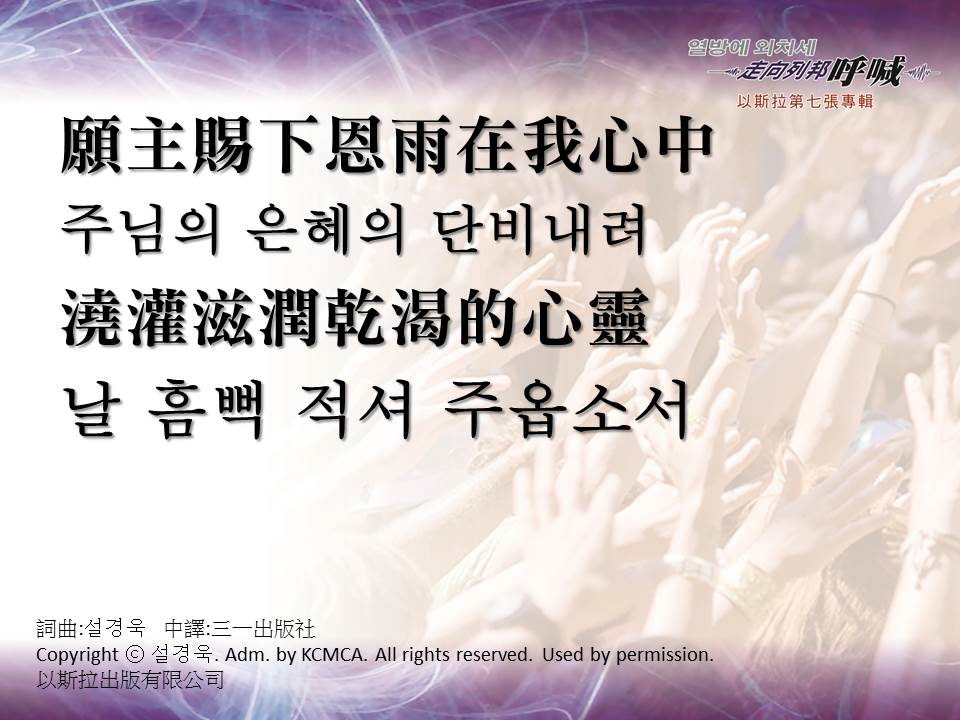 열방에 외치세
走向列邦呼喊
以斯拉第七張專輯
願主賜下恩雨在我心中
주님의 은혜의 단비내려
澆灌滋潤乾渴的心靈
날 흠뻑 적셔 주옵소서
詞曲:설경욱 中譯:三一出版社
Copyright ⓒ 설경욱. Adm. by KCMCA. All rights reserved. Used by permission.
以斯拉出版有限公司